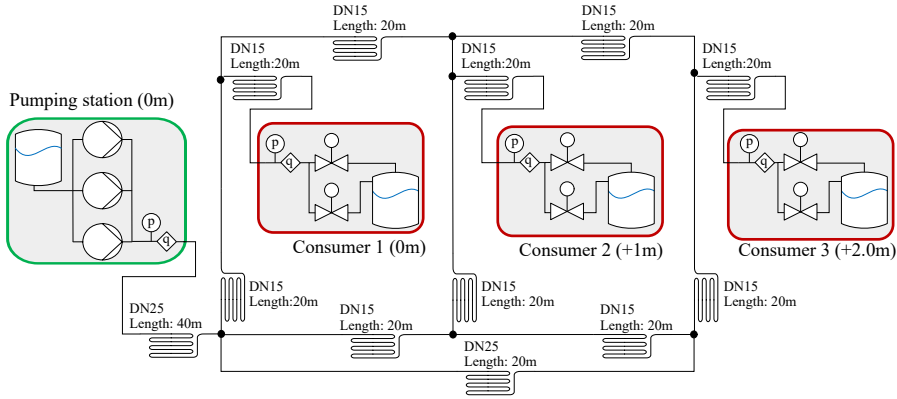 DN15
Length: 20m
DN15
Length: 20m
DN15
Length:20m
DN15
Length:20m
DN15
Length:20m
Pumping station (0m)
p
q
p
q
p
q
p
q
Consumer 1 (0m)
Consumer 2 (+1m)
Consumer 3 (+2.0m)
DN15
Length:20m
DN15
Length: 20m
DN15
Length: 20m
DN25
Length: 40m
DN15
Length: 20m
DN15
Length: 20m
DN25
Length: 20m